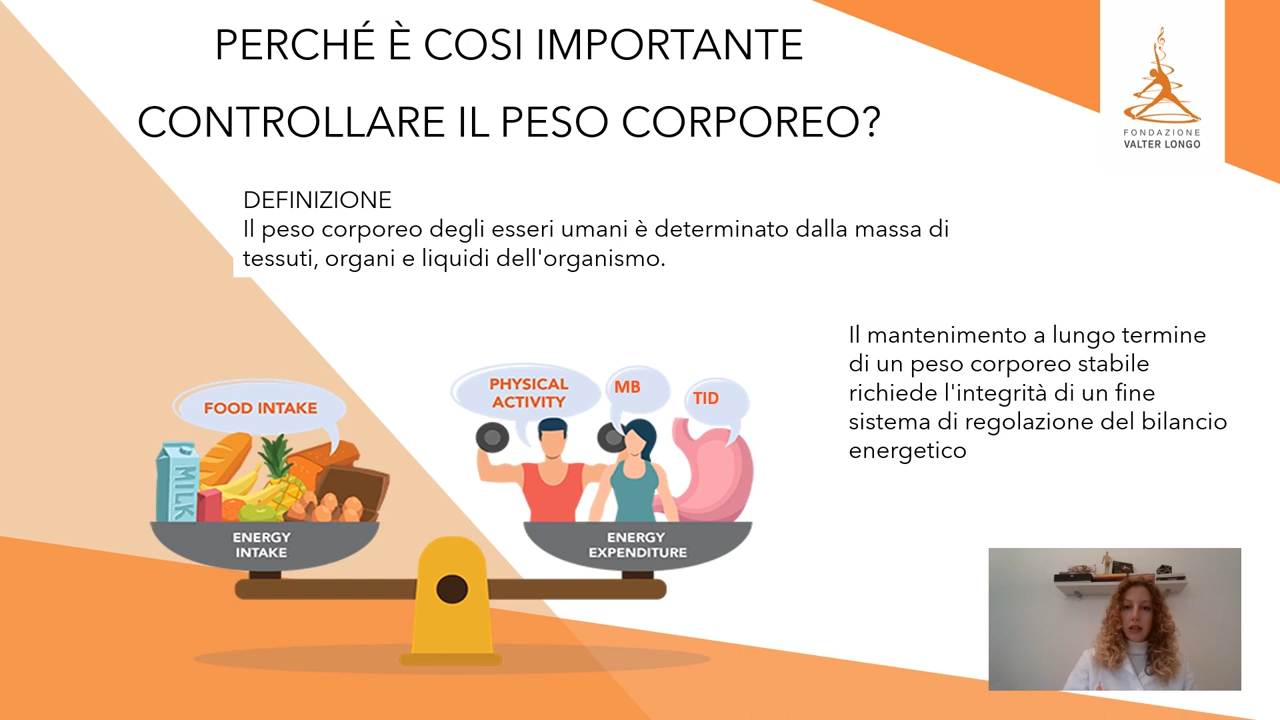 PERCHÉ È COSI IMPORTANTE
CONTROLLARE IL PESO CORPOREO?
FONDAZIONE
VALTER LONGO
DEFINIZIONE
Il peso corporeo degli esseri umani è determinato dalla massa di
tessuti, organi e liquidi dell'organismo.
Il mantenimento a lungo termine
di un peso corporeo stabile
richiede l'integrità di un fine
sistema di regolazione del bilancio
energetico
FOOD INTAKE
PHYSICAL
ACTIVITY
MB
TID
MILK
ENERGY
INTAKE
ENERGY
EXPENDITURE